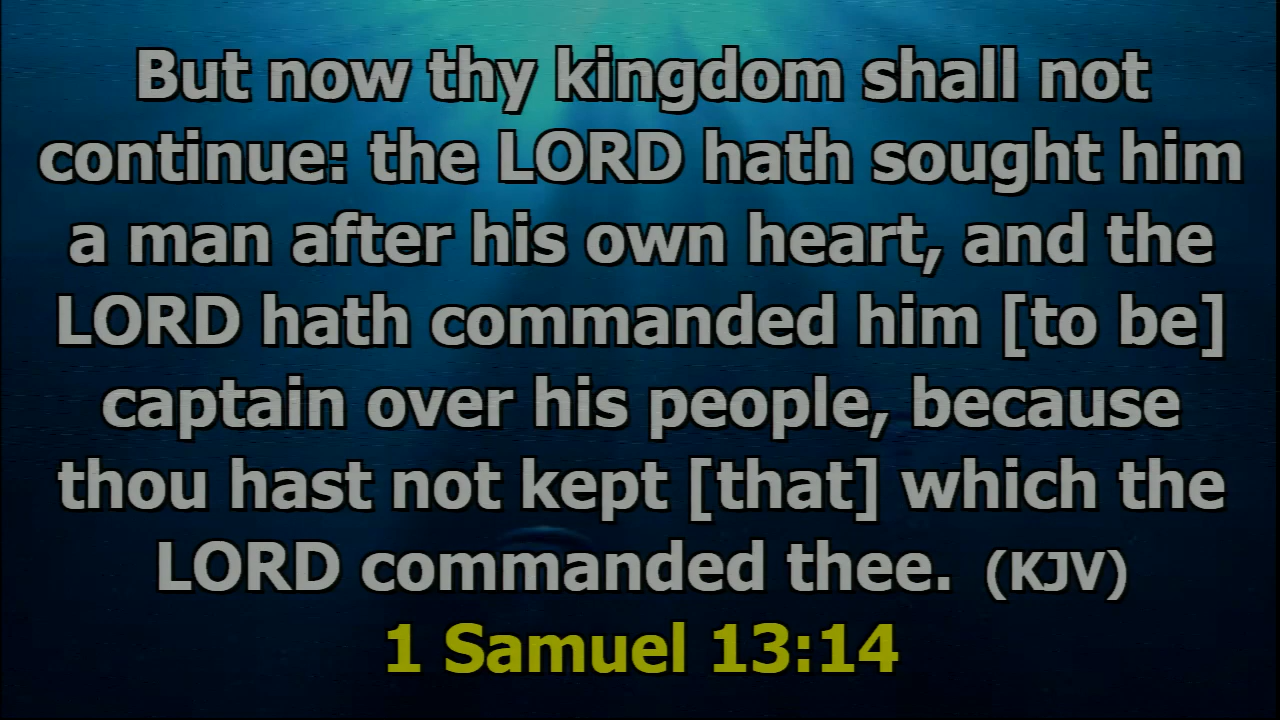 But now thy kingdom shall not
continue: the LORD hath sought him
a man after his own heart, and the
LORD hath commanded him [to be]
captain over his people, because
thou hast not kept [that] which the
LORD commanded thee. (KJV)
1 Samuel 13:14